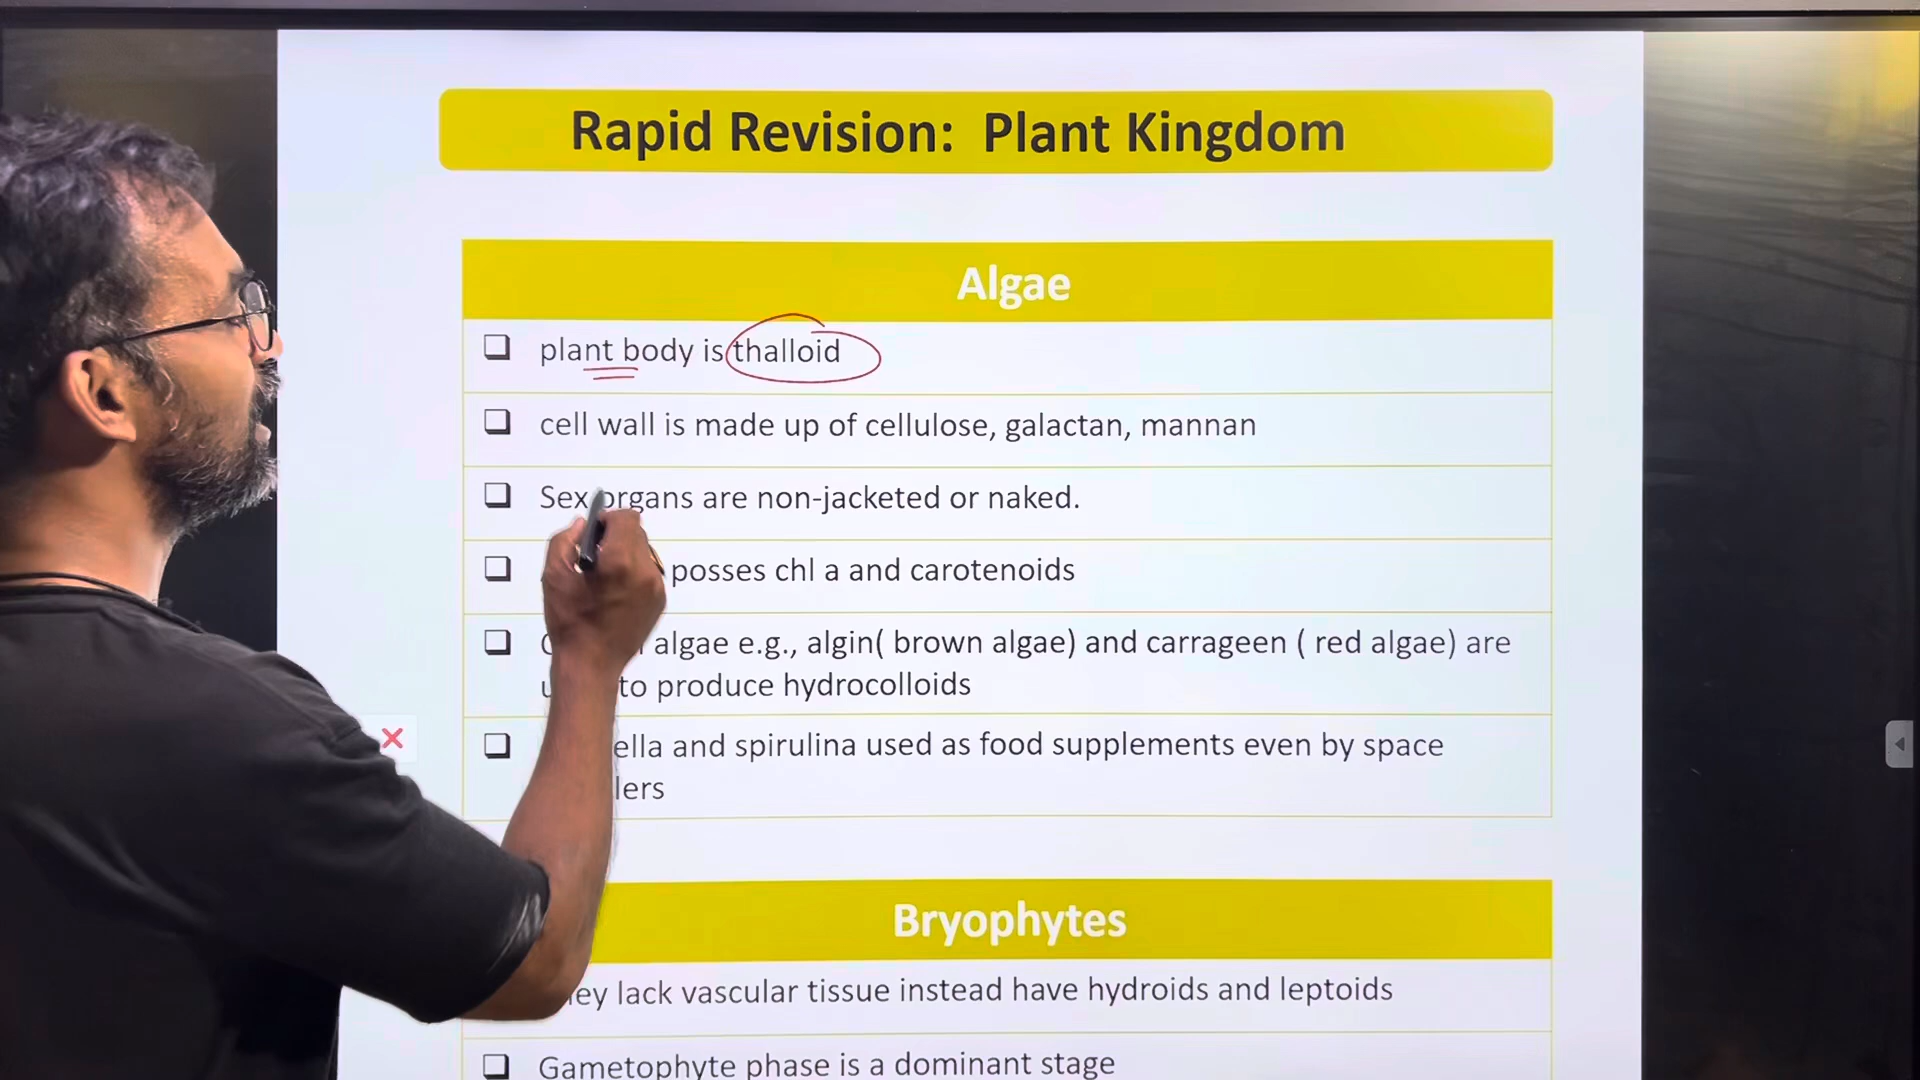 Rapid Revision: Plant Kingdom
Algae
plant body is thalloid
cell wall is made up of cellulose, galactan, mannan
Sex organs are non-jacketed or naked.
posses chl a and carotenoids
algae e.g., algin( brown algae) and carrageen ( red algae) are
to produce hydrocolloids
and spirulina used as food supplements even by space
Bryophytes
lack vascular tissue instead have hydroids and leptoids
Gametophyte phase is a dominant stage